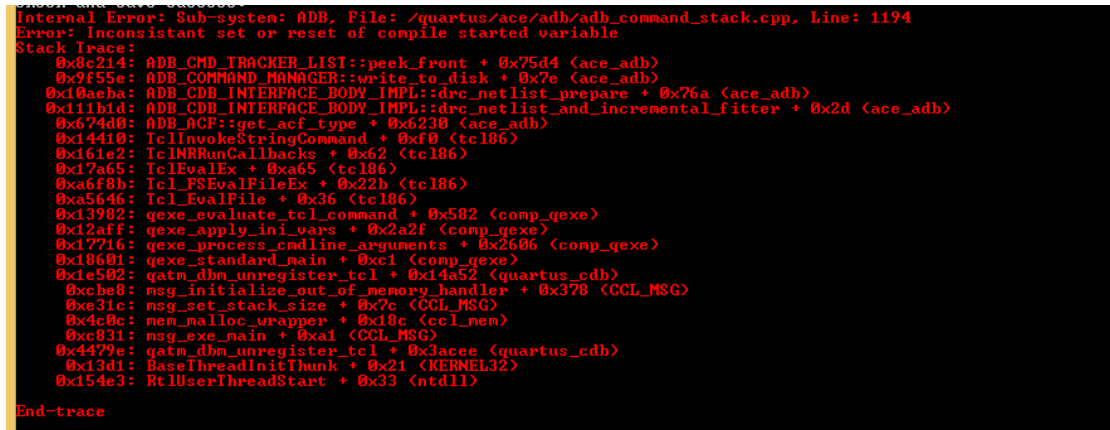 Internal Error: Sub-system: ADB, File: /quartus/ace/adb/adb_command_stack.cpp, Line: 1194
Error: Inconsistant set or reset of compile started variable
Stack Trace:
0x8c214: ADB_CMD_TRACKER_LIST::peek_front + 0x75d4 (ace_adb)
0x9f55e: ADB_COMMAND_MANAGER::write_to_disk + 0x7e (ace_adb)
0x10aeba: ADB_CDB_INTERFACE_BODY_IMPL::drc_netlist_prepare + 0x76a (ace_adb)
0x111b1d: ADB_CDB_INTERFACE_BODY_IMPL::drc_netlist_and_incremental_fitter + 0x2d (ace_adb)
0x674d0: ADB_ACF::get_acf_type + 0x6230 (ace_adb)
0x14410: TclInvokeStringCommand + 0xf0 (tcl86)
0x161e2: TclNRRunCallbacks + 0x62 (tcl86)
0x17a65: TclEvalEx + 0xa65 (tcl86)
0xa6f8b: Tcl_FSEvalFileEx + 0x22b (tcl86)
0xa5646: Tcl_EvalFile + 0x36 (tcl86)
0x13982: qexe_evaluate_tcl_command + 0x582 (comp_qexe)
0x12aff: qexe_apply_ini_vars + 0x2a2f (comp_qexe)
0x17716: qexe_process_cmdline_arguments + 0x2606 (comp_qexe)
0x18601: qexe_standard_main + 0xc1 (comp_qexe)
0x1e502: qatm_dbm_unregister_tcl + 0x14a52 (quartus_cdb)
0xcbe8: msg_initialize_out_of_memory_handler + 0x378 (CCL_MSG)
0xe31c: msg_set_stack_size + 0x7c (CCL_MSG)
0x4c0c: mem_malloc_wrapper + 0x18c (ccl_mem)
0xc831: msg_exe_main + 0xa1 (CCL_MSG)
0x4479e: qatm_dbm_unregister_tcl + 0x3acee (quartus_cdb)
0x13d1: BaseThreadInitThunk + 0x21 (KERNEL32)
0x154e3: RtlUserThreadStart + 0x33 (ntdll)
End-trace